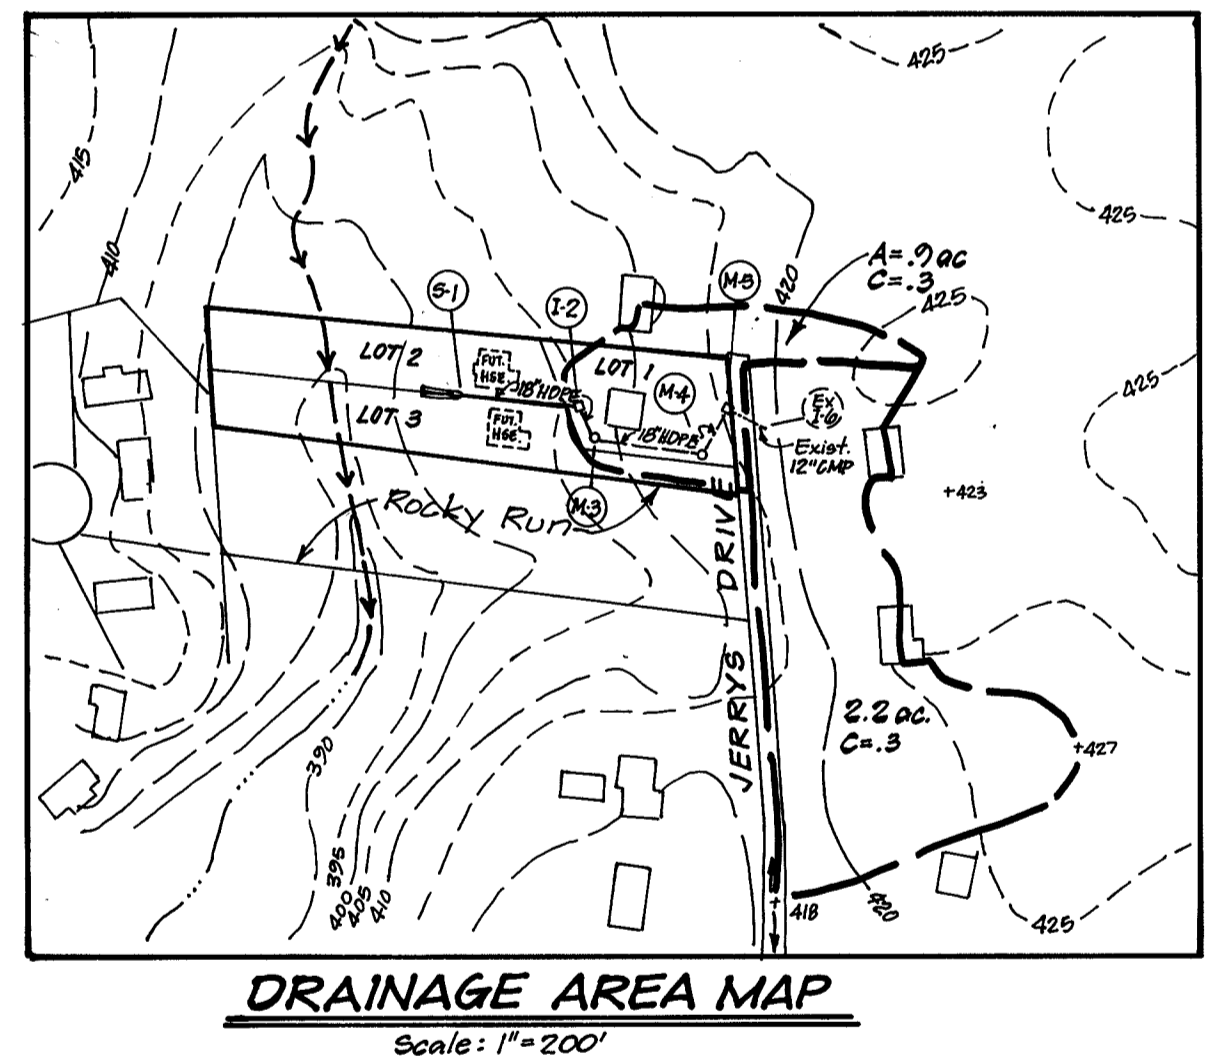 425
415
425
410
A=.9ac
C=.3
M-5
420
S-1
I-2
425
LOT 2
FUT.
HSE.
LOT 1
M-4
18"HDPE
425
Ex
I-6
LOT 3
FUT.
HSE.
18"HDPE
Exist.
12"CMP
+423
M-3
Rocky Run
JERRYS DRIVE
2.2 ac.
C=.3
+427
390
395
400
405
410
418
420
425
DRAINAGE AREA MAP
Scale: 1"=200'